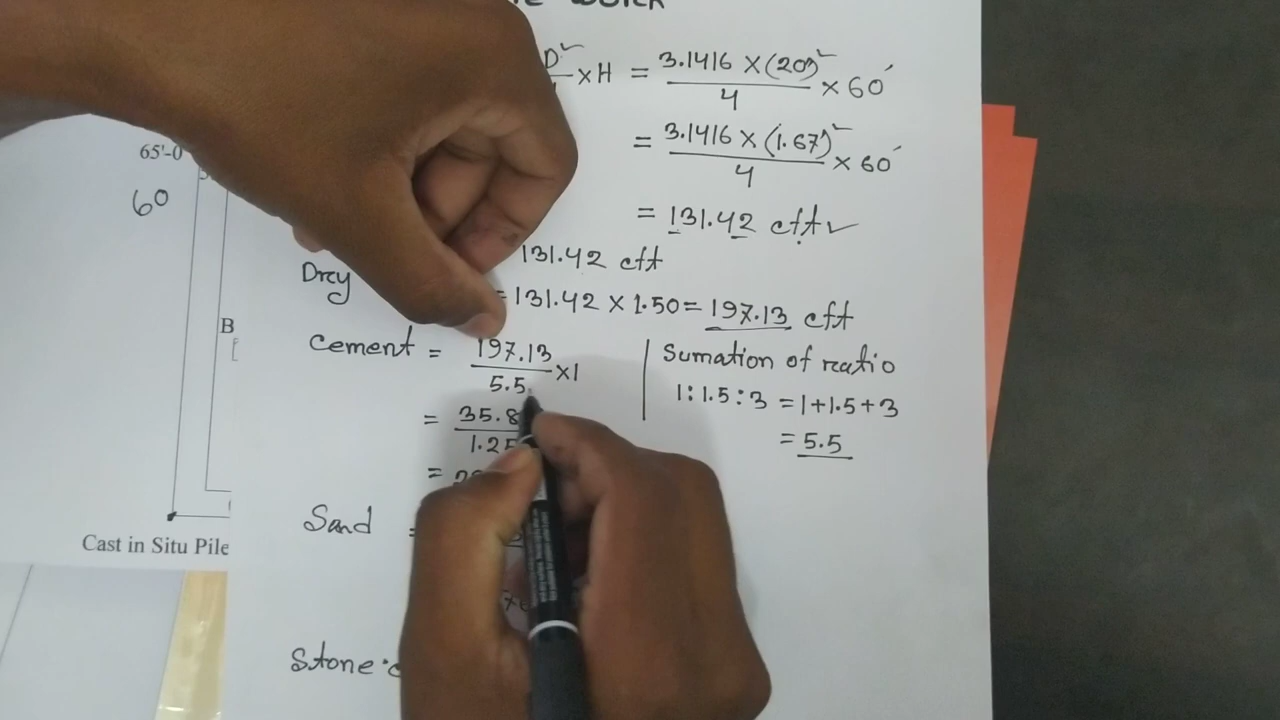 D² × H = 3.1416 × (20")² / 4 × 60'
= 3.1416 × (1.67)² / 4 × 60'
= 131.42 cft ✓
131.42 cft
Dry
= 131.42 × 1.50 = 197.13 cft
Cement = 197.13 / 5.5 × 1
= 35.8
1.25
=
Sumation of ratio
1:1.5:3 = 1+1.5+3
= 5.5
Sand =
Stone
65'-0
60
B
Cast in Situ Pile